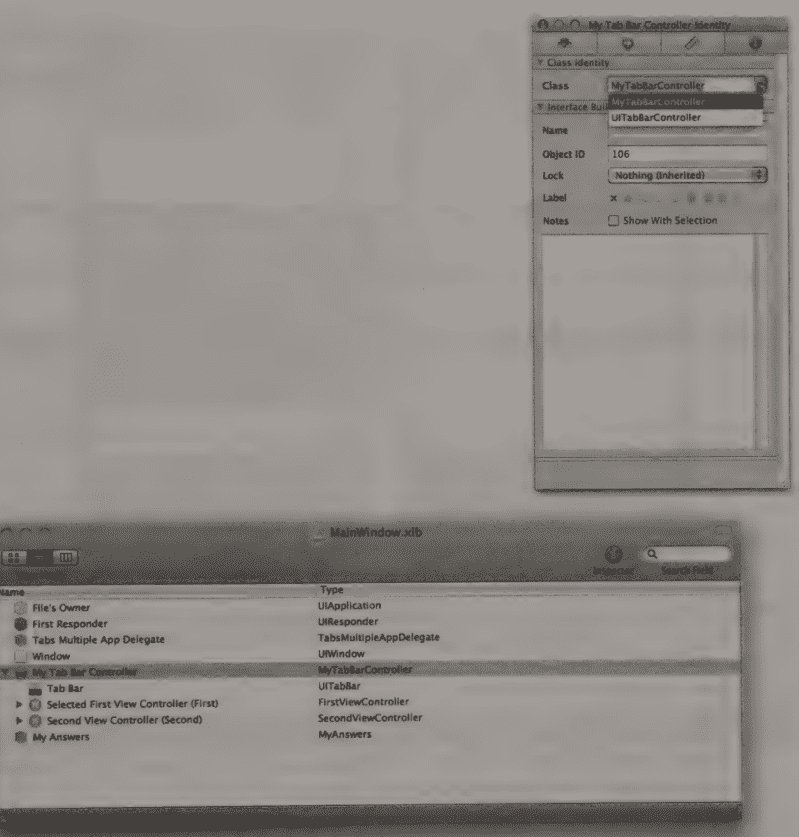 My Tab Bar Controller Identity
Class Identity
Class MyTabBarController
MyTabBarController
Interface Bui
UITabBarController
Name
Object ID 106
Lock Nothing (inherited)
Label
Notes Show With Selection
MainWindow.xib
Inspector Search Field
Name Type
File's Owner UIApplication
First Responder UIResponder
Tabs Multiple App Delegate TabsMultipleAppDelegate
Window UIWindow
My Tab Bar Controller MyTabBarController
Tab Bar UITabBar
Selected First View Controller (First) FirstViewController
Second View Controller (Second) SecondViewController
My Answers MyAnswers